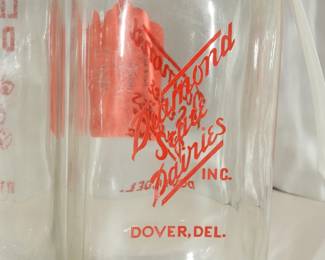 Diamond
State
Dairies
INC.
DOVER, DEL.